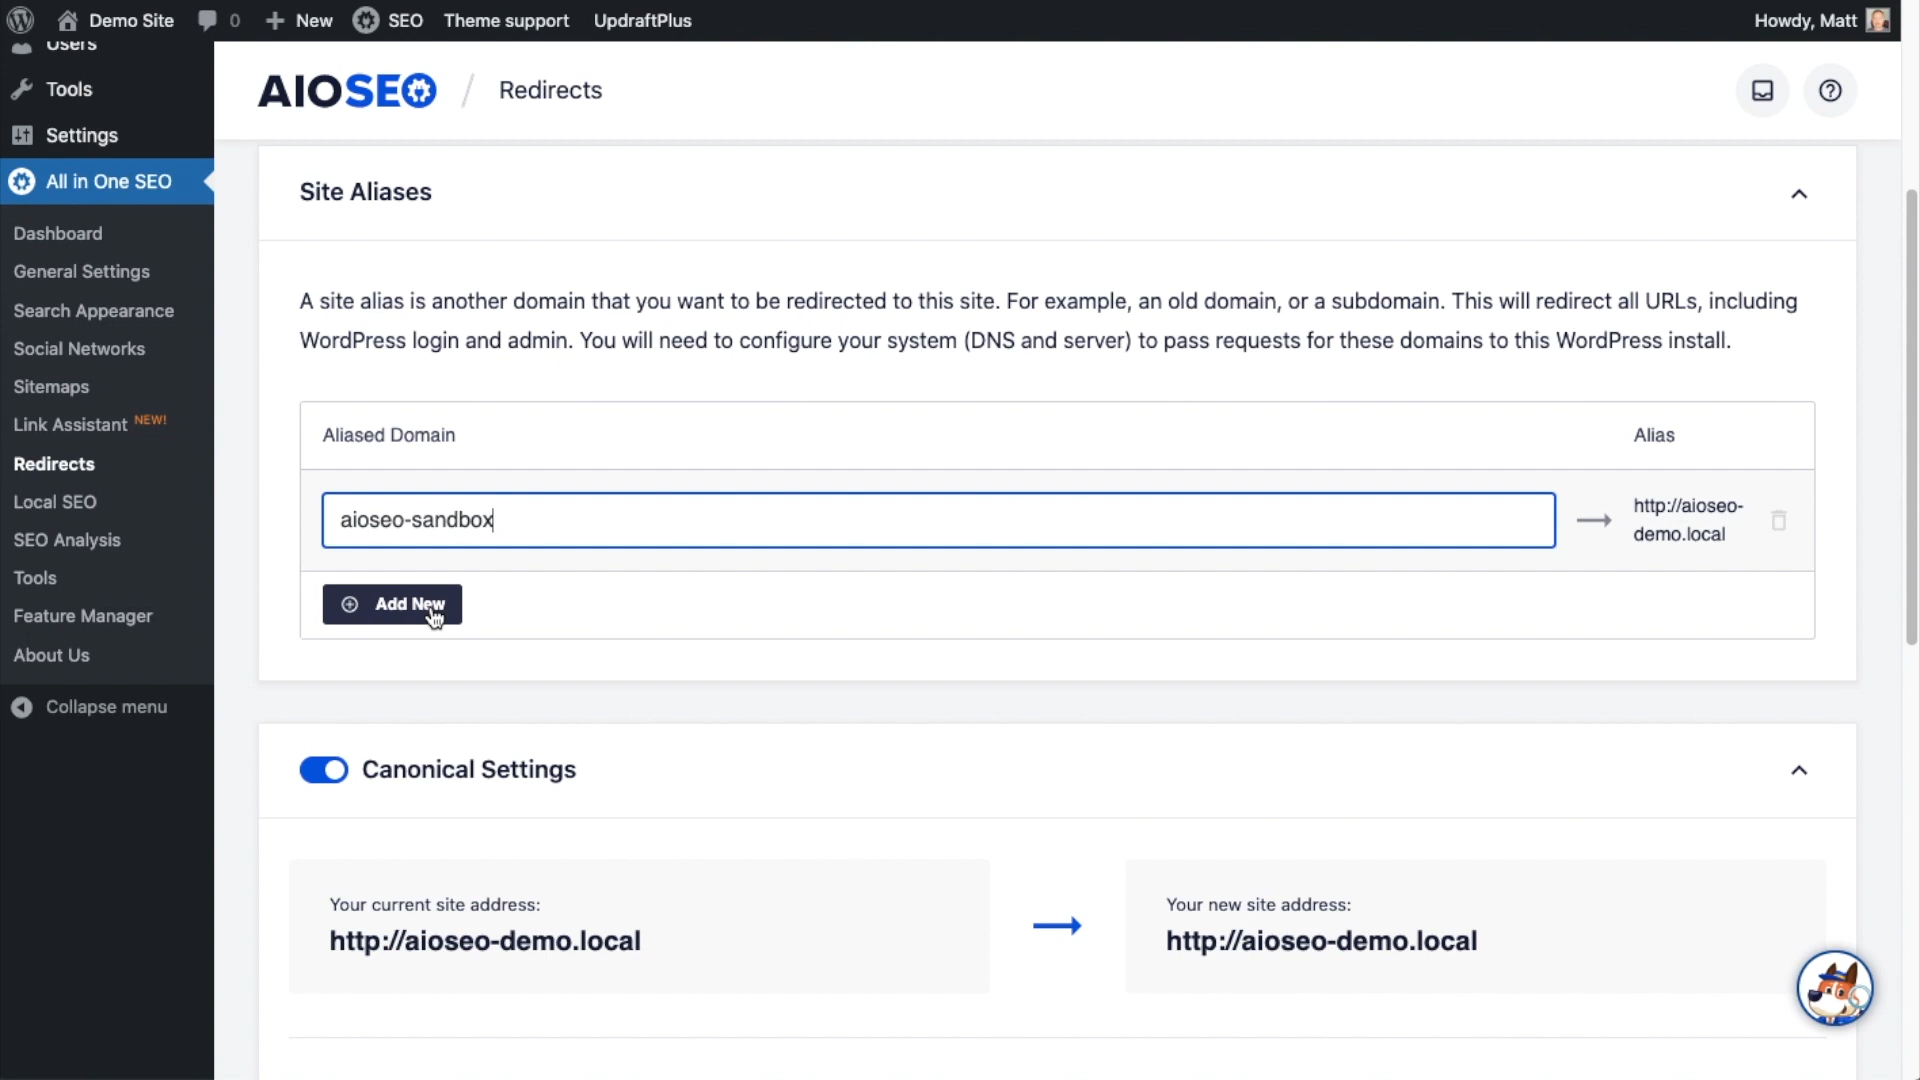 Demo Site
0
New
SEO
Theme support
UpdraftPlus
Howdy, Matt
Users
Tools
Settings
All in One SEO
Dashboard
General Settings
Search Appearance
Social Networks
Sitemaps
Link Assistant NEW!
Redirects
Local SEO
SEO Analysis
Tools
Feature Manager
About Us
Collapse menu
AIOSEO / Redirects
Site Aliases
A site alias is another domain that you want to be redirected to this site. For example, an old domain, or a subdomain. This will redirect all URLs, including
WordPress login and admin. You will need to configure your system (DNS and server) to pass requests for these domains to this WordPress install.
Aliased Domain
Alias
aioseo-sandbox
http://aioseo-
demo.local
Add New
Canonical Settings
Your current site address:
http://aioseo-demo.local
Your new site address:
http://aioseo-demo.local